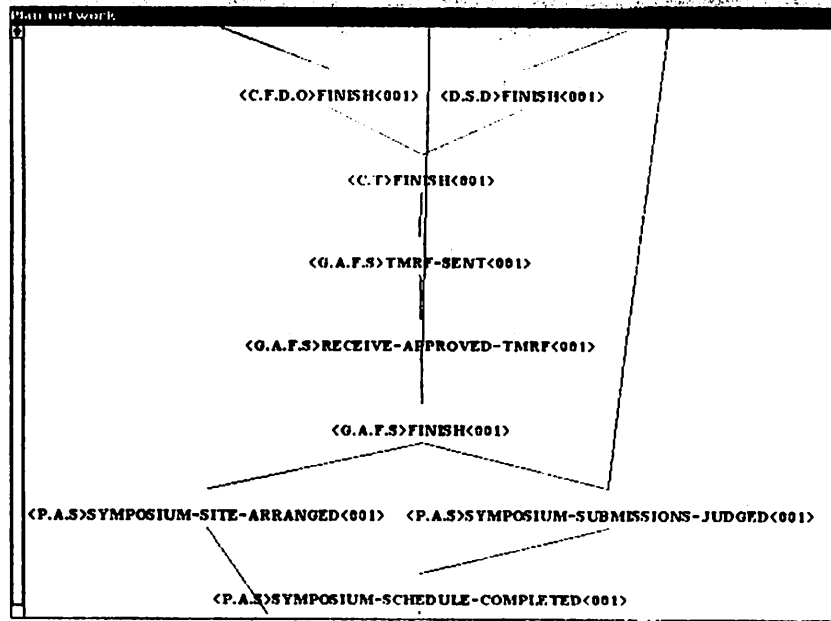 Plan network
<C.F.D.O>FINISH<001> <D.S.D>FINISH<001>
<C.T>FINISH<001>
<G.A.F.S>TMRF-SENT<001>
<G.A.F.S>RECEIVE-APPROVED-TMRF<001>
<G.A.F.S>FINISH<001>
<P.A.S>SYMPOSIUM-SITE-ARRANGED<001> <P.A.S>SYMPOSIUM-SUBMISSIONS-JUDGED<001>
<P.A.S>SYMPOSIUM-SCHEDULE-COMPLETED<001>